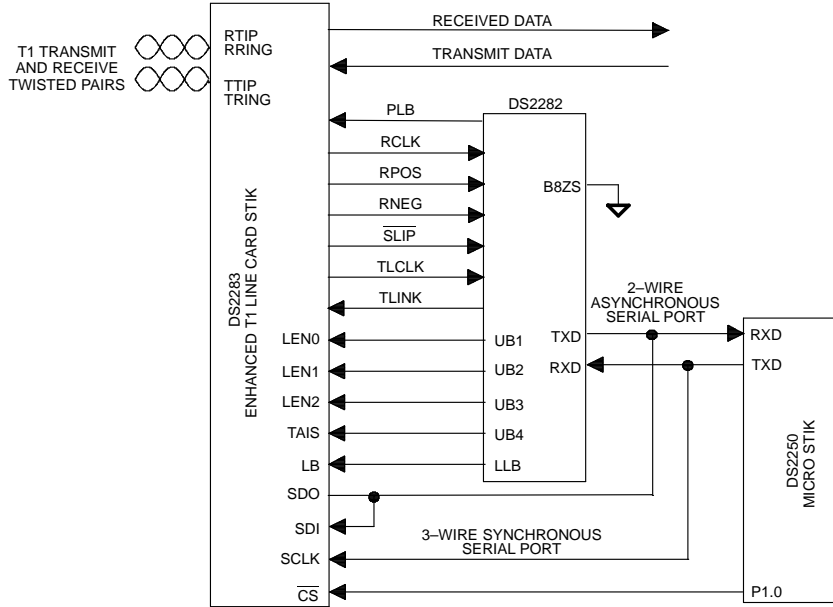 RECEIVED DATA
TRANSMIT DATA
T1 TRANSMIT
AND RECEIVE
TWISTED PAIRS
RTIP
RRING
TTIP
TRING
DS2283
ENHANCED T1 LINE CARD STIK
PLB
RCLK
RPOS
RNEG
SLIP
TLCLK
TLINK
LEN0
LEN1
LEN2
TAIS
LB
SDO
SDI
SCLK
CS
DS2282
B8ZS
UB1
UB2
UB3
UB4
LLB
TXD
RXD
2–WIRE
ASYNCHRONOUS
SERIAL PORT
3–WIRE SYNCHRONOUS
SERIAL PORT
RXD
TXD
DS2250
MICRO STIK
P1.0